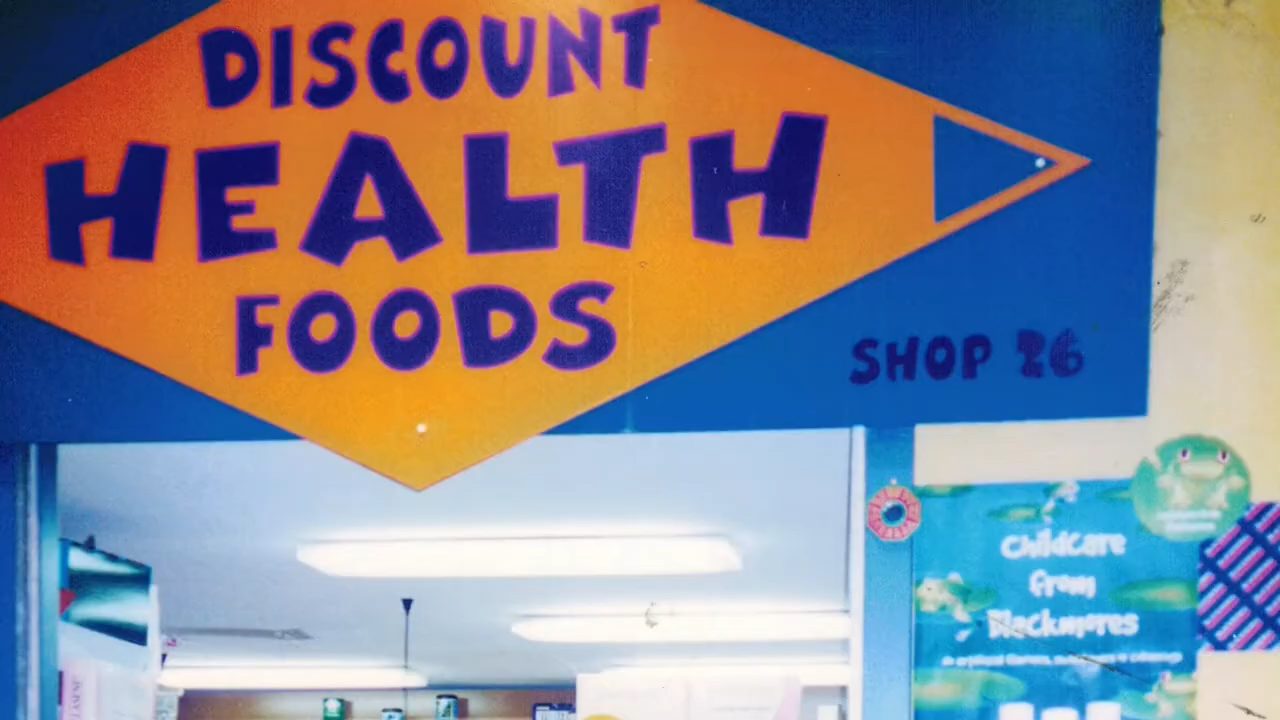 DISCOUNT
HEALTH
FOODS
SHOP 26
Childcare
from
Blackmores